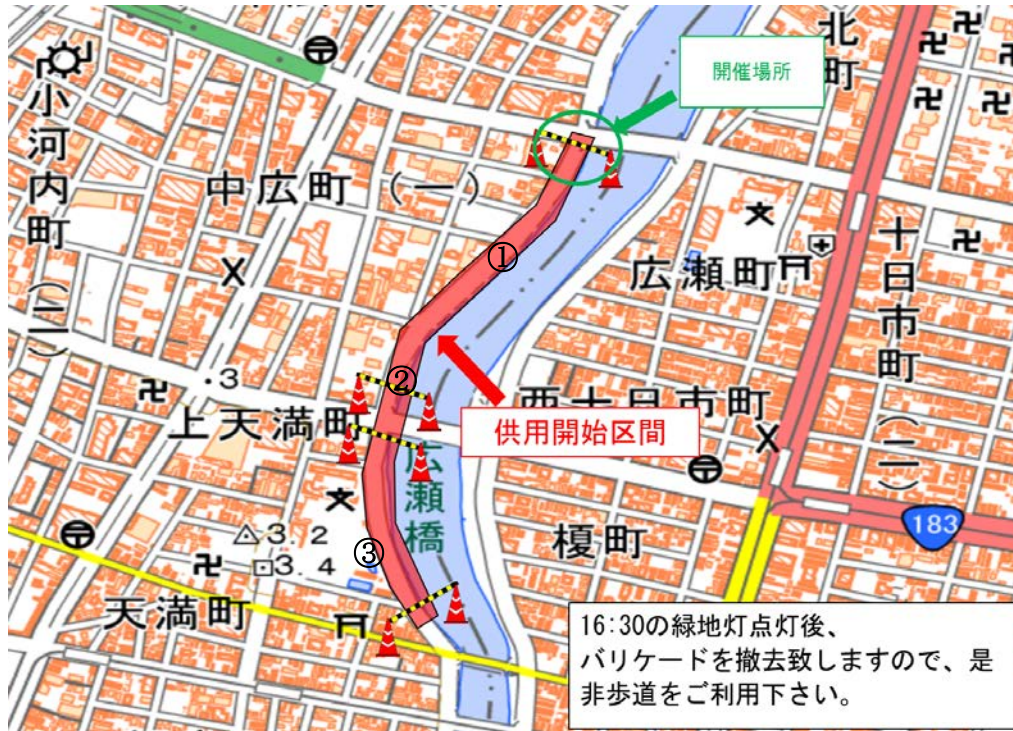 開催場所
北
町
小河内町(二)
中広町(一)
①
広瀬町
十日市町(二)
供用開始区間
②
・3
上天満町
西十日市町
広瀬橋
183
3.2
③
3.4
榎町
天満町
16:30の緑地灯点灯後、
バリケードを撤去致しますので、是
非歩道をご利用下さい。